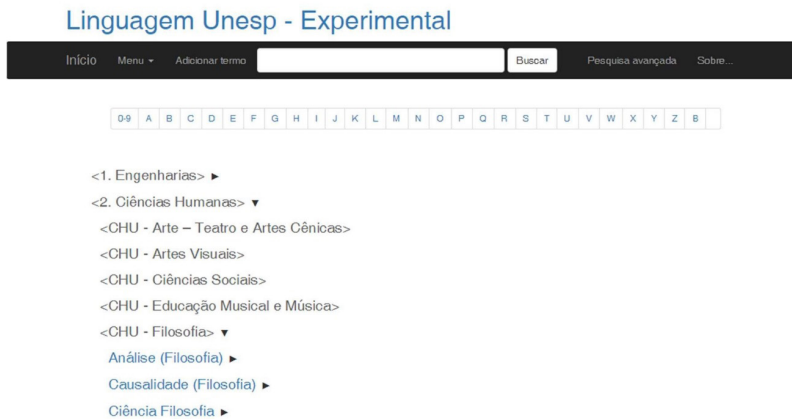 Linguagem Unesp - Experimental
Início Menu Adicionar termo Buscar Pesquisa avançada Sobre...
0-9 A B C D E F G H I J K L M N O P Q R S T U V W X Y Z B
<1. Engenharias> ►
<2. Ciências Humanas> ▼
<CHU - Arte – Teatro e Artes Cênicas>
<CHU - Artes Visuais>
<CHU - Ciências Sociais>
<CHU - Educação Musical e Música>
<CHU - Filosofia> ▼
Análise (Filosofia) ►
Causalidade (Filosofia) ►
Ciência Filosofia ►